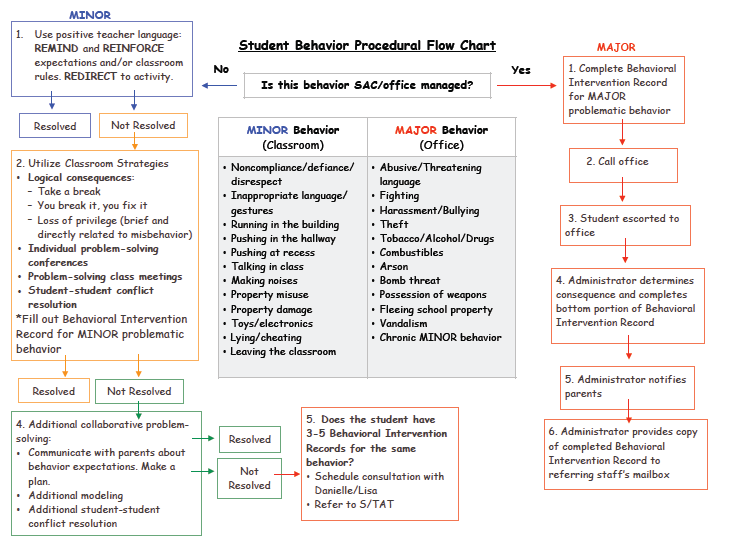 MINOR
1. Use positive teacher language:
REMIND and REINFORCE
expectations and/or classroom
rules. REDIRECT to activity.
Resolved
Not Resolved
2. Utilize Classroom Strategies
• Logical consequences:
– Take a break
– You break it, you fix it
– Loss of privilege (brief and
directly related to misbehavior)
• Individual problem-solving
conferences
• Problem-solving class meetings
• Student-student conflict
resolution
*Fill out Behavioral Intervention
Record for MINOR problematic
behavior
Resolved
Not Resolved
4. Additional collaborative problem-
solving:
• Communicate with parents about
behavior expectations. Make a
plan.
• Additional modeling
• Additional student-student
conflict resolution
Resolved
Not
Resolved
5. Does the student have
3-5 Behavioral Intervention
Records for the same
behavior?
• Schedule consultation with
Danielle/Lisa
• Refer to S/TAT
Student Behavior Procedural Flow Chart
No
Is this behavior SAC/office managed?
Yes
MINOR Behavior
(Classroom)
• Noncompliance/defiance/
disrespect
• Inappropriate language/
gestures
• Running in the building
• Pushing in the hallway
• Pushing at recess
• Talking in class
• Making noises
• Property misuse
• Property damage
• Toys/electronics
• Lying/cheating
• Leaving the classroom
MAJOR Behavior
(Office)
• Abusive/Threatening
language
• Fighting
• Harassment/Bullying
• Theft
• Tobacco/Alcohol/Drugs
• Combustibles
• Arson
• Bomb threat
• Possession of weapons
• Fleeing school property
• Vandalism
• Chronic MINOR behavior
MAJOR
1. Complete Behavioral
Intervention Record
for MAJOR
problematic behavior
2. Call office
3. Student escorted to
office
4. Administrator determines
consequence and completes
bottom portion of Behavioral
Intervention Record
5. Administrator notifies
parents
6. Administrator provides copy
of completed Behavioral
Intervention Record to
referring staff's mailbox